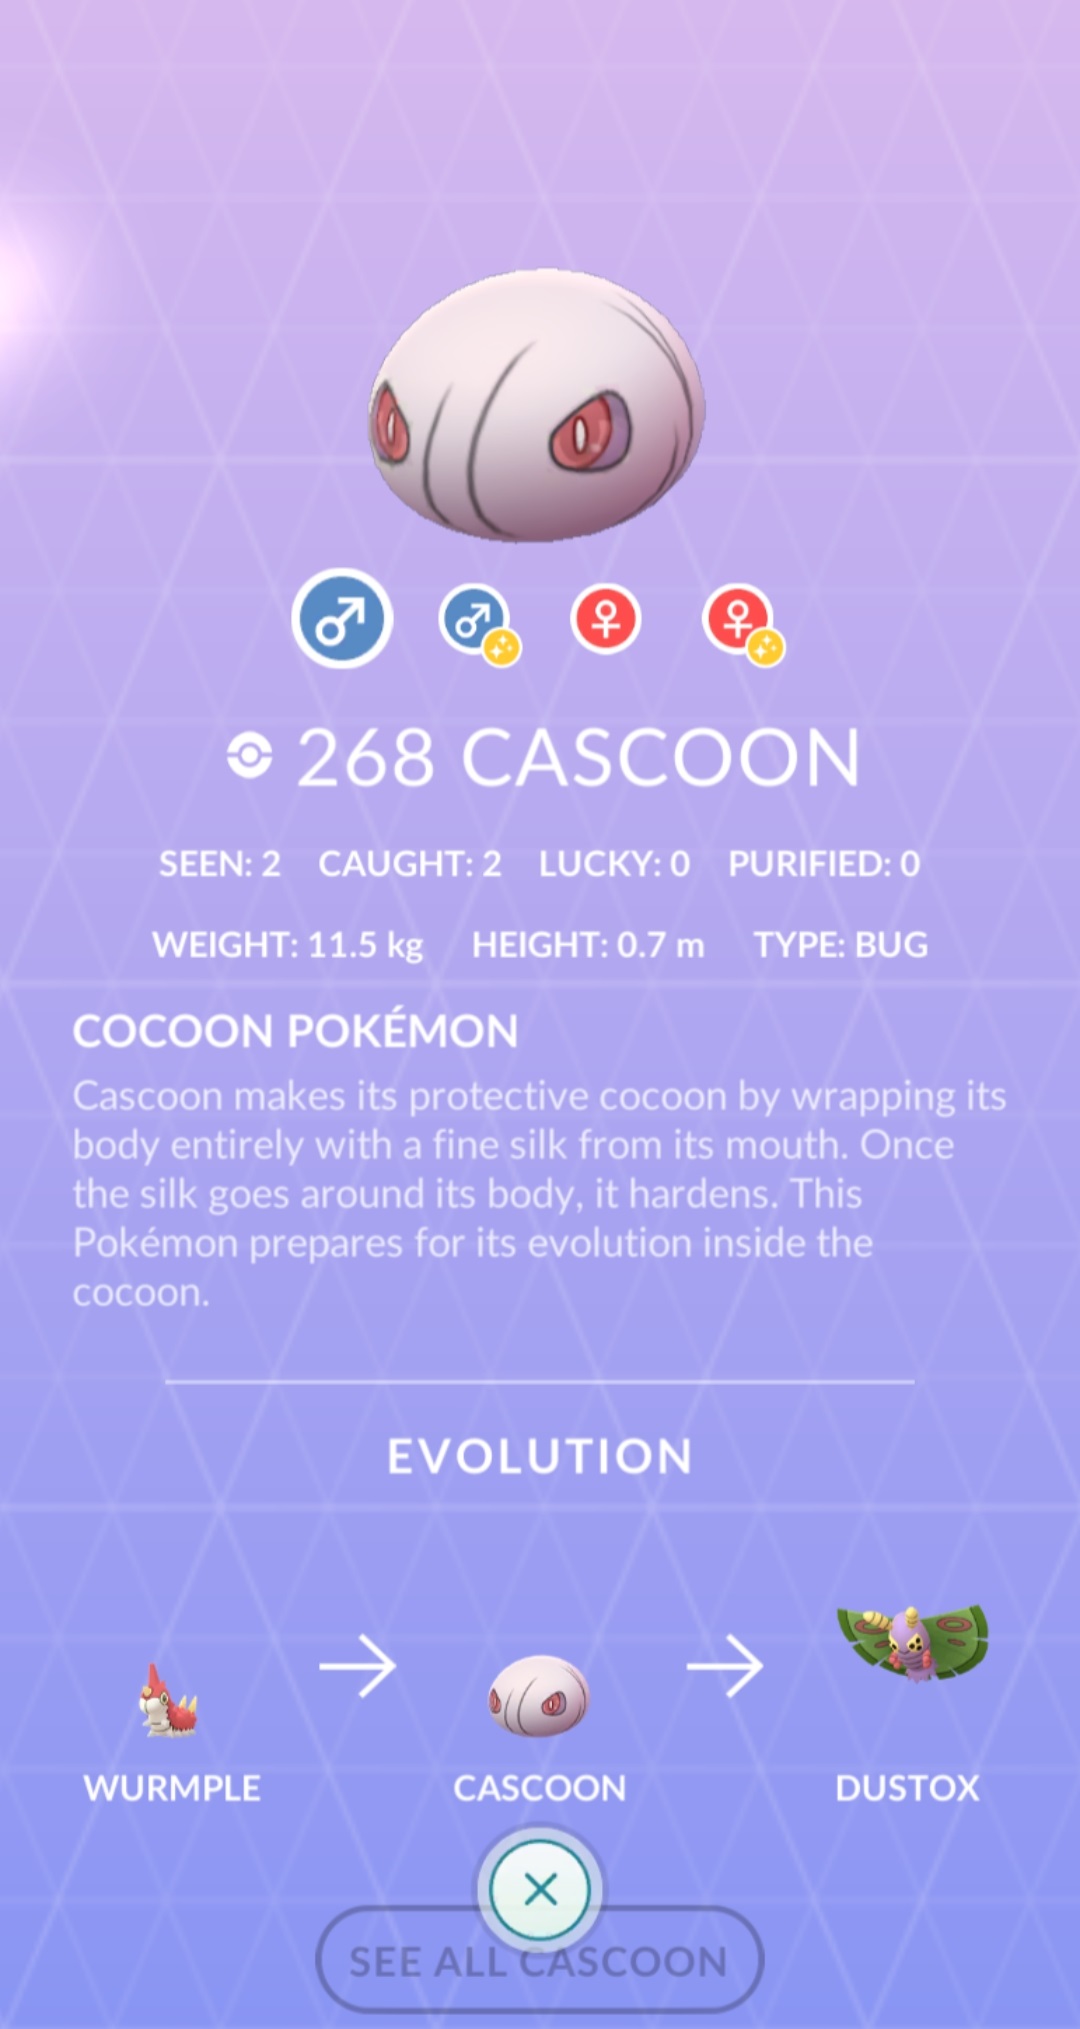 268 CASCOON
SEEN: 2 CAUGHT: 2 LUCKY: 0 PURIFIED: 0
WEIGHT: 11.5 kg HEIGHT: 0.7 m TYPE: BUG
COCOON POKÉMON
Cascoon makes its protective cocoon by wrapping its
body entirely with a fine silk from its mouth. Once
the silk goes around its body, it hardens. This
Pokémon prepares for its evolution inside the
cocoon.
EVOLUTION
WURMPLE CASCOON DUSTOX
SEE ALL CASCOON